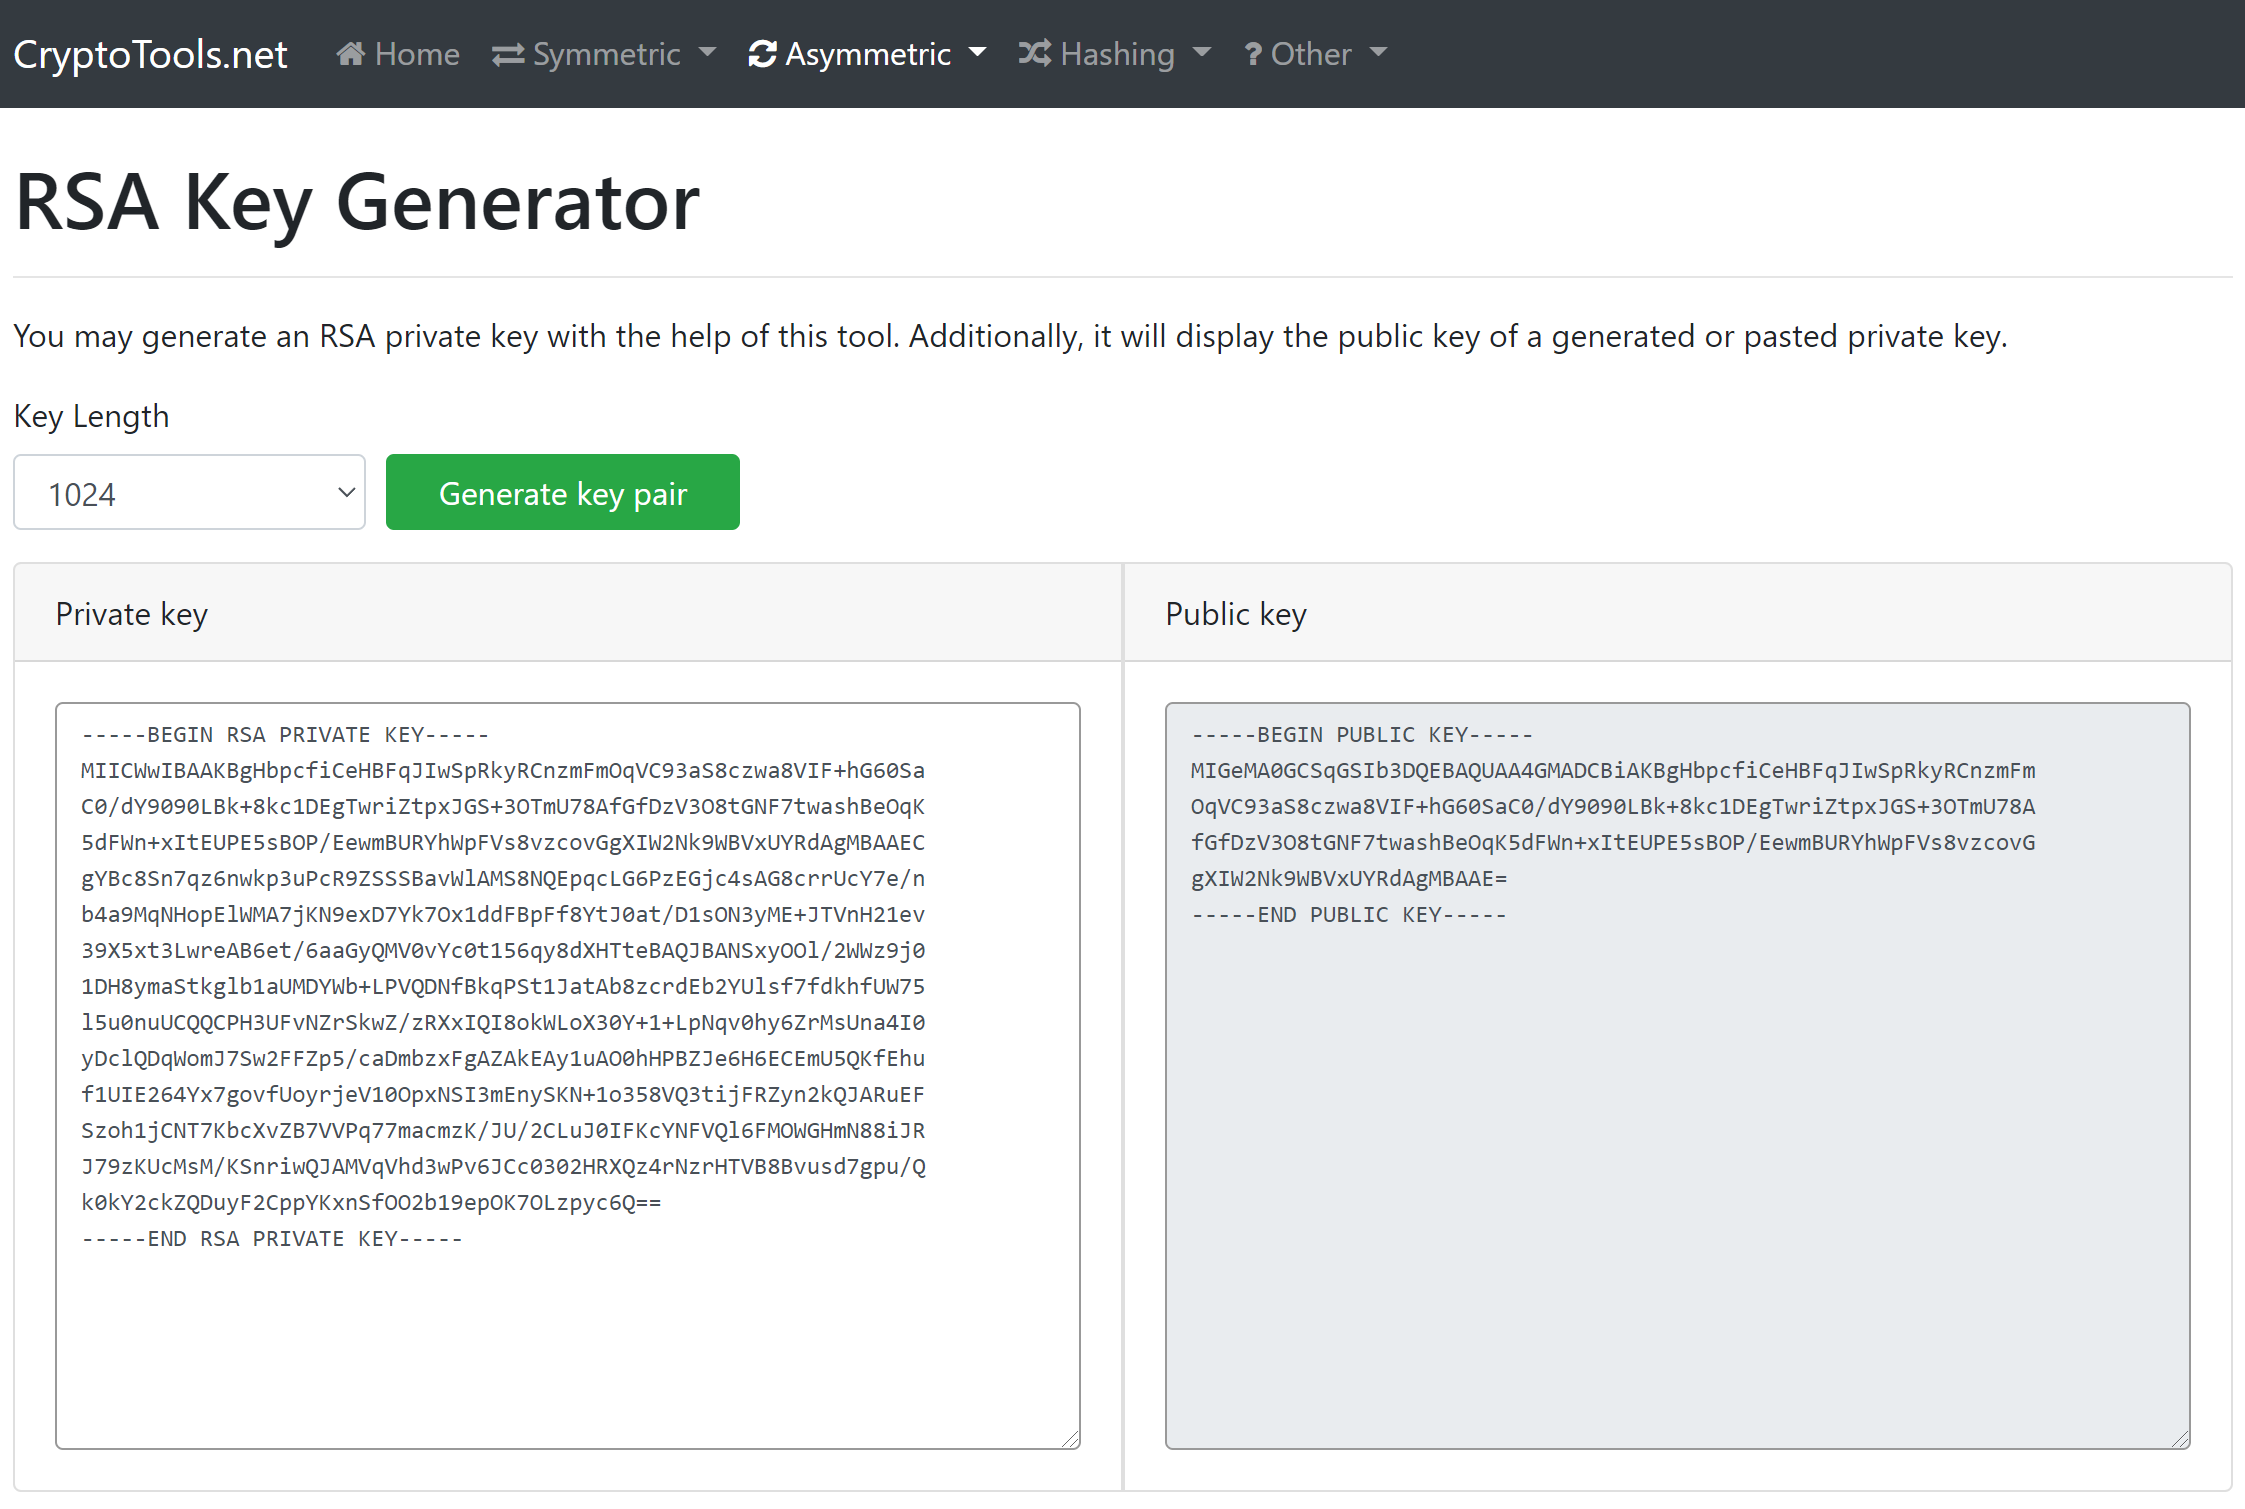 CryptoTools.net Home Symmetric Asymmetric Hashing ? Other
RSA Key Generator
You may generate an RSA private key with the help of this tool. Additionally, it will display the public key of a generated or pasted private key.
Key Length
1024 Generate key pair
Private key
-----BEGIN RSA PRIVATE KEY-----
MIICWwIBAAKBgHbpcfiCeHBFqJIwSpRkyRCnzmFmOqVC93aS8czwa8VIF+hG60Sa
C0/dY9090LBk+8kc1DEgTwriZtpxJGS+3OTmU78AfGfDzV3O8tGNF7twashBeOqK
5dFWn+xItEUPE5sBOP/EewmBURYhWpFVs8vzcovGgXIW2Nk9WBVxUYRdAgMBAAEC
gYBc8Sn7qz6nwkp3uPcR9ZSSSBavWlAMS8NQEpqcLG6PzEGjc4sAG8crrUcY7e/n
b4a9MqNHopElWMA7jKN9exD7Yk7Ox1ddFBpFf8YtJ0at/D1sON3yME+JTVnH21ev
39X5xt3LwreAB6et/6aaGyQMV0vYc0t156qy8dXHTteBAQJBANSxyOOl/2WWz9j0
1DH8ymaStkglb1aUMDYWb+LPVQDNfBkqPSt1JatAb8zcrdEb2YUlsf7fdkhfUW75
l5u0nuUCQQCPH3UFvNZrSkwZ/zRXxIQI8okWLoX30Y+1+LpNqv0hy6ZrMsUna4I0
yDclQDqWomJ7Sw2FFZp5/caDmbzxFgAZAkEAy1uAO0hHPBZJe6H6ECEmU5QKfEhu
f1UIE264Yx7govfUoyrjeV10OpxNSI3mEnySKN+1o358VQ3tijFRZyn2kQJARuEF
Szoh1jCNT7KbcXvZB7VVPq77macmzK/JU/2CLuJ0IFKcYNFVQl6FMOWGHmN88iJR
J79zKUcMsM/KSnriwQJAMVqVhd3wPv6JCc0302HRXQz4rNzrHTVB8Bvusd7gpu/Q
k0kY2ckZQDuyF2CppYKxnSfOO2b19epOK7OLzpyc6Q==
-----END RSA PRIVATE KEY-----
Public key
-----BEGIN PUBLIC KEY-----
MIGeMA0GCSqGSIb3DQEBAQUAA4GMADCBiAKBgHbpcfiCeHBFqJIwSpRkyRCnzmFm
OqVC93aS8czwa8VIF+hG60SaC0/dY9090LBk+8kc1DEgTwriZtpxJGS+3OTmU78A
fGfDzV3O8tGNF7twashBeOqK5dFWn+xItEUPE5sBOP/EewmBURYhWpFVs8vzcovG
gXIW2Nk9WBVxUYRdAgMBAAE=
-----END PUBLIC KEY-----